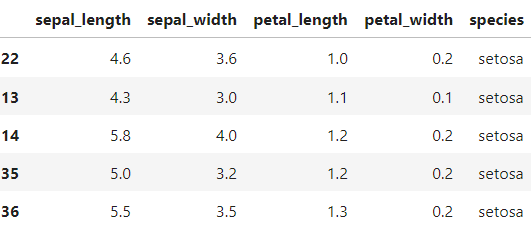 sepal_length sepal_width petal_length petal_width species
22 4.6 3.6 1.0 0.2 setosa
13 4.3 3.0 1.1 0.1 setosa
14 5.8 4.0 1.2 0.2 setosa
35 5.0 3.2 1.2 0.2 setosa
36 5.5 3.5 1.3 0.2 setosa